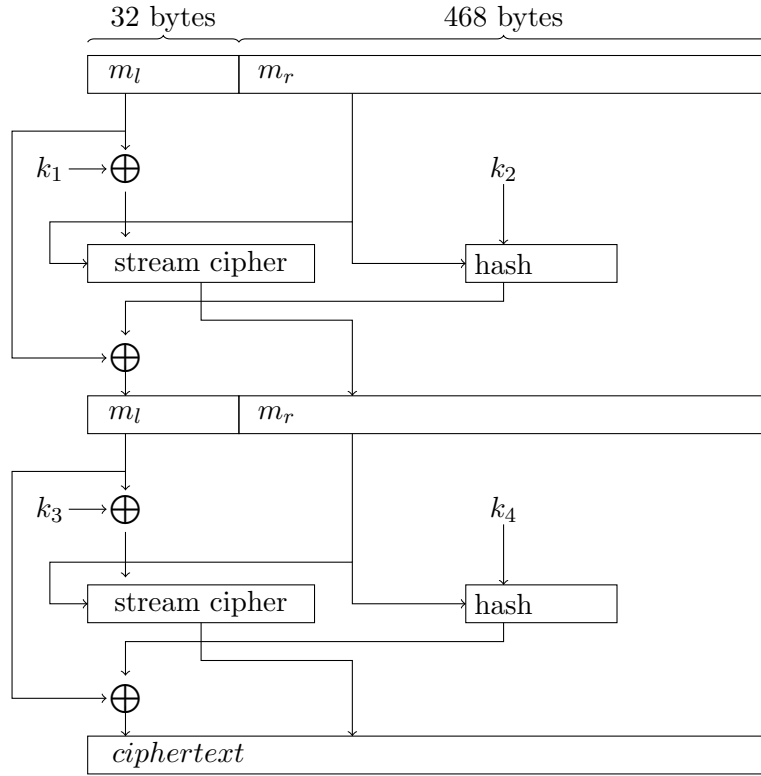 32 bytes 468 bytes
m_l m_r
k_1 k_2
stream cipher hash
m_l m_r
k_3 k_4
stream cipher hash
ciphertext